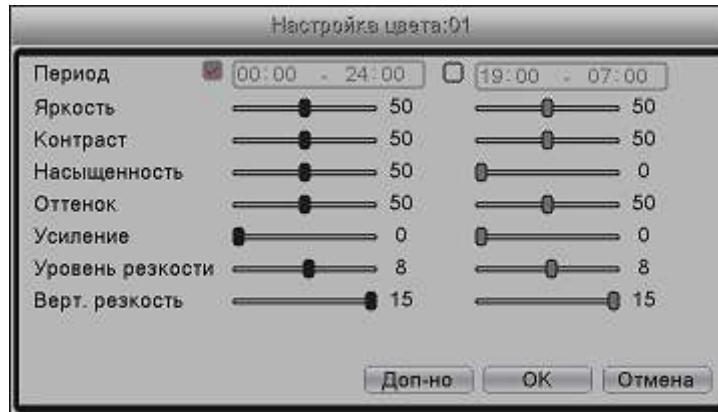 Настройка цвета:01
Период 00:00 - 24:00 19:00 - 07:00
Яркость 50 50
Контраст 50 50
Насыщенность 50 0
Оттенок 50 50
Усиление 0 0
Уровень резкости 8 8
Верт. резкость 15 15
Доп-но OK Отмена